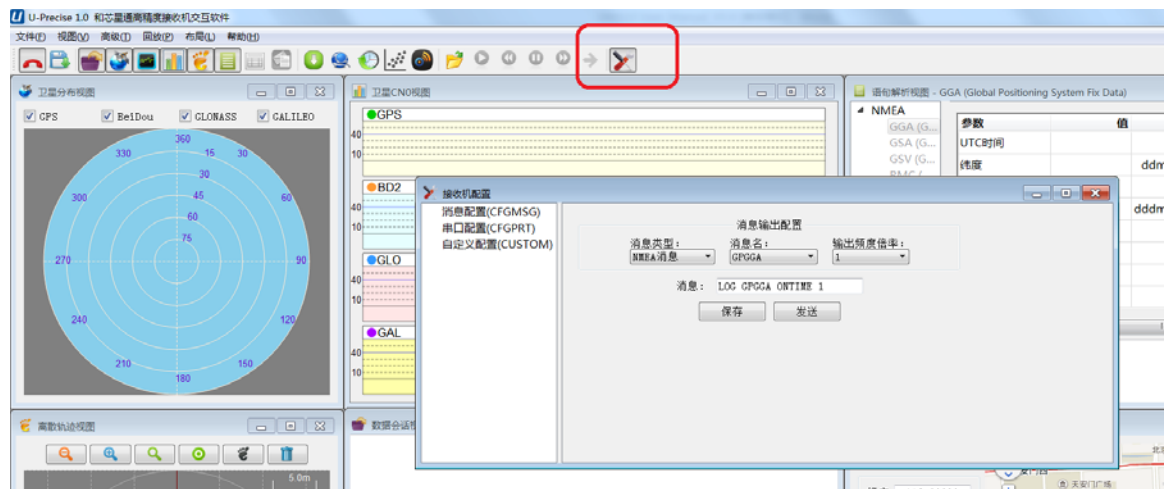 U-Precise 1.0 和芯星通高精度接收机交互软件
文件(F) 视图(V) 高级(T) 回放(P) 布局(L) 帮助(H)
卫星分布视图
GPS BeiDou GLONASS GALILEO
360
330 15 30
30
300 45 60
60
75
270 90
240 120
210 150
180
卫星CN0视图
GPS
40
10
BD2
40
10
GLO
40
10
GAL
40
10
语句解析视图 - GGA (Global Positioning System Fix Data)
NMEA
GGA (G...
GSA (G...
GSV (G...
参数 值
UTC时间
纬度 ddm
dddm
接收机配置
消息配置(CFGMSG)
串口配置(CFGPRT)
自定义配置(CUSTOM)
消息输出配置
消息类型: 消息名: 输出频度倍率:
NMEA消息 GPGGA 1
消息: LOG GPGGA ONTIME 1
保存 发送
离散轨迹视图
5.0m
数据会话
天安门广场